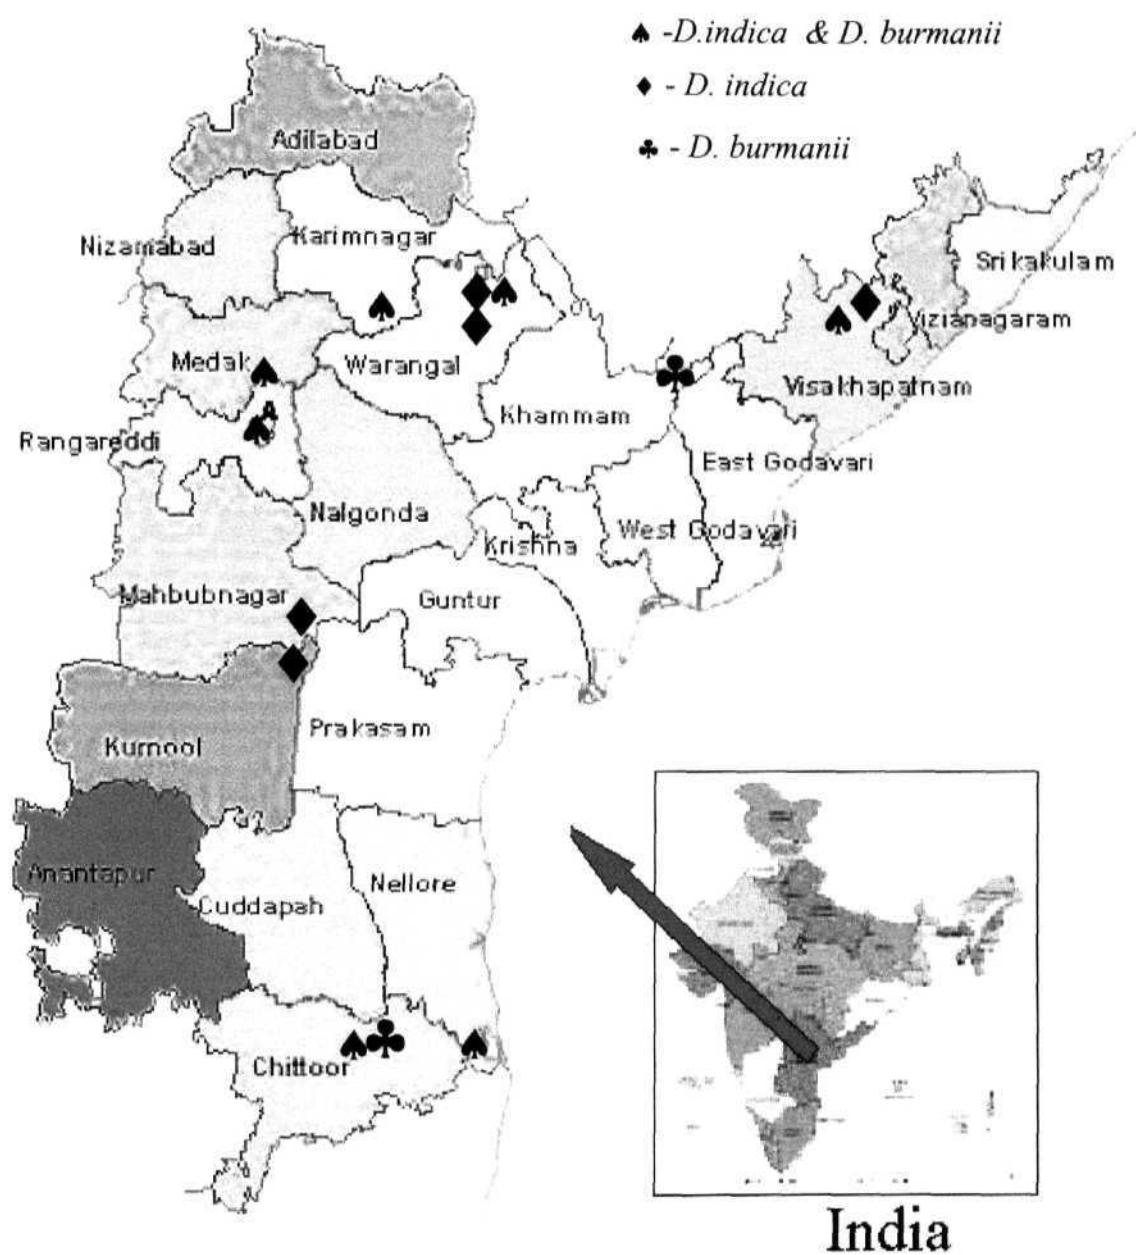 ♠ -D.indica & D. burmanii
♦ - D. indica
♣ - D. burmanii
Adilabad
Nizamabad
Karimnagar
Srikakulam
Vizianagaram
Medak
Warangal
Visakhapatnam
Khammam
Rangareddi
East Godavari
Nalgonda
West Godavari
Krishna
Mahbubnagar
Guntur
Prakasam
Kurnool
Anantapur
Nellore
Cuddapah
Chittoor
India